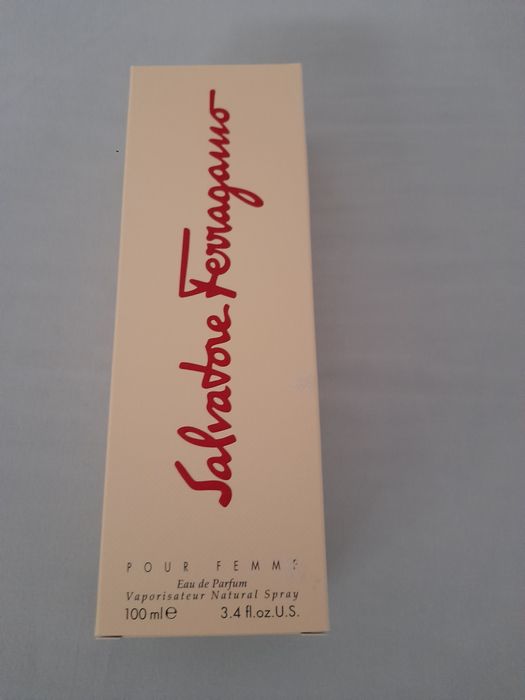 Salvatore Ferragamo
POUR FEMME
Eau de Parfum
Vaporisateur Natural Spray
100 ml ℮ 3.4 fl.oz.U.S.